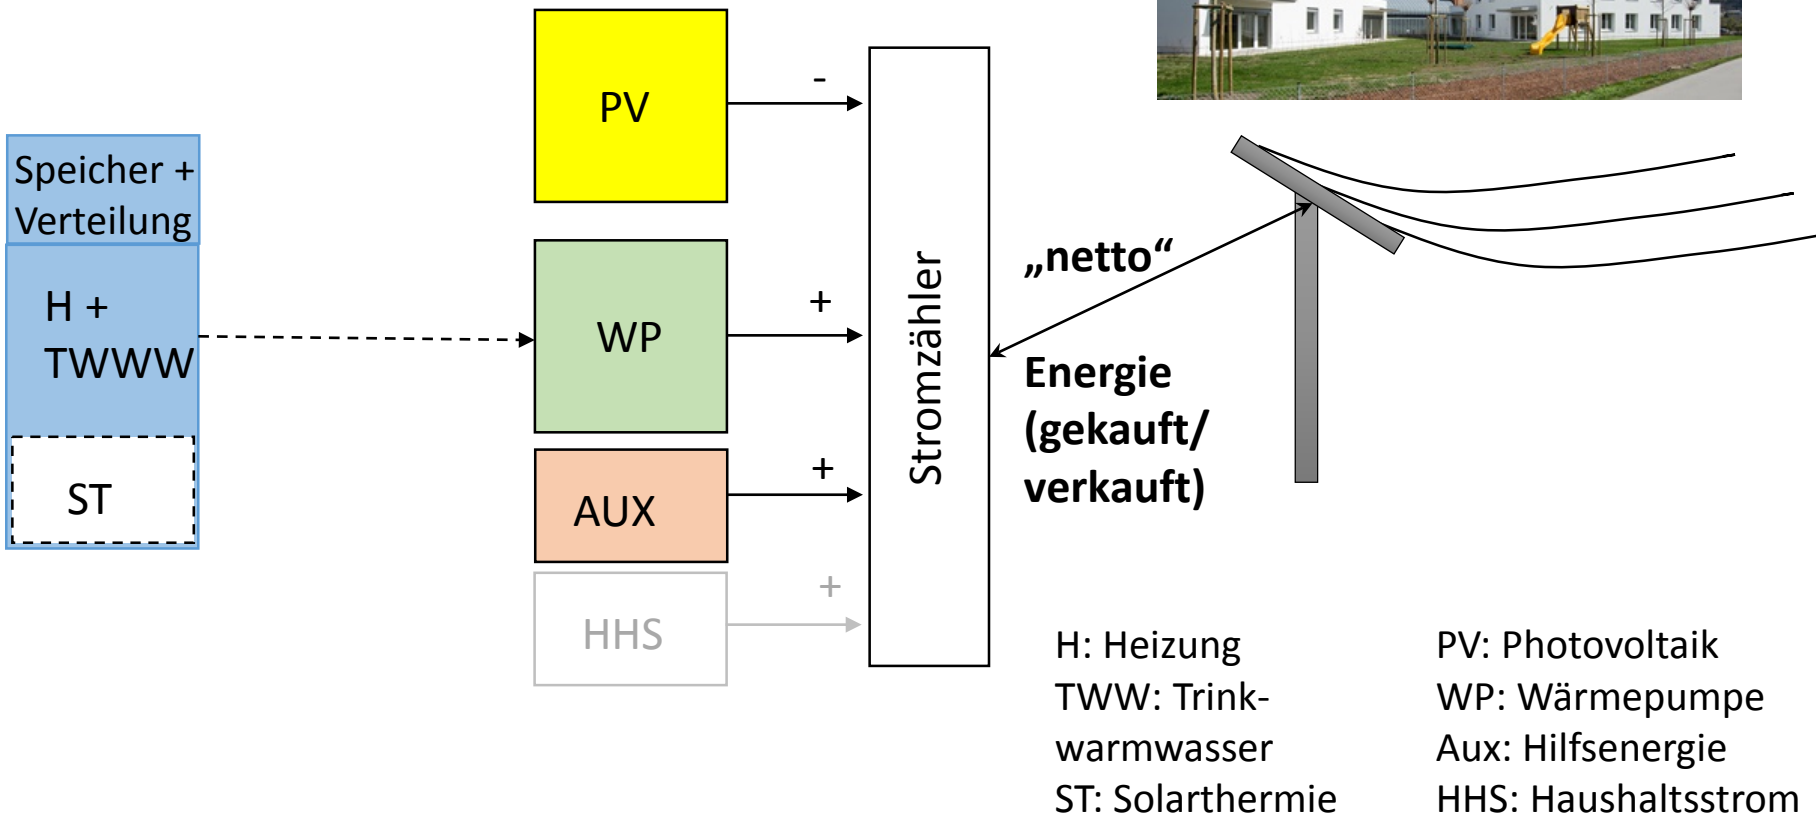 PV
-
Speicher +
Verteilung
H +
TWWW
ST
WP
+
AUX
+
HHS
+
Stromzähler
„netto“
Energie
(gekauft/
verkauft)
H: Heizung
TWW: Trink-
warmwasser
ST: Solarthermie
PV: Photovoltaik
WP: Wärmepumpe
Aux: Hilfsenergie
HHS: Haushaltsstrom